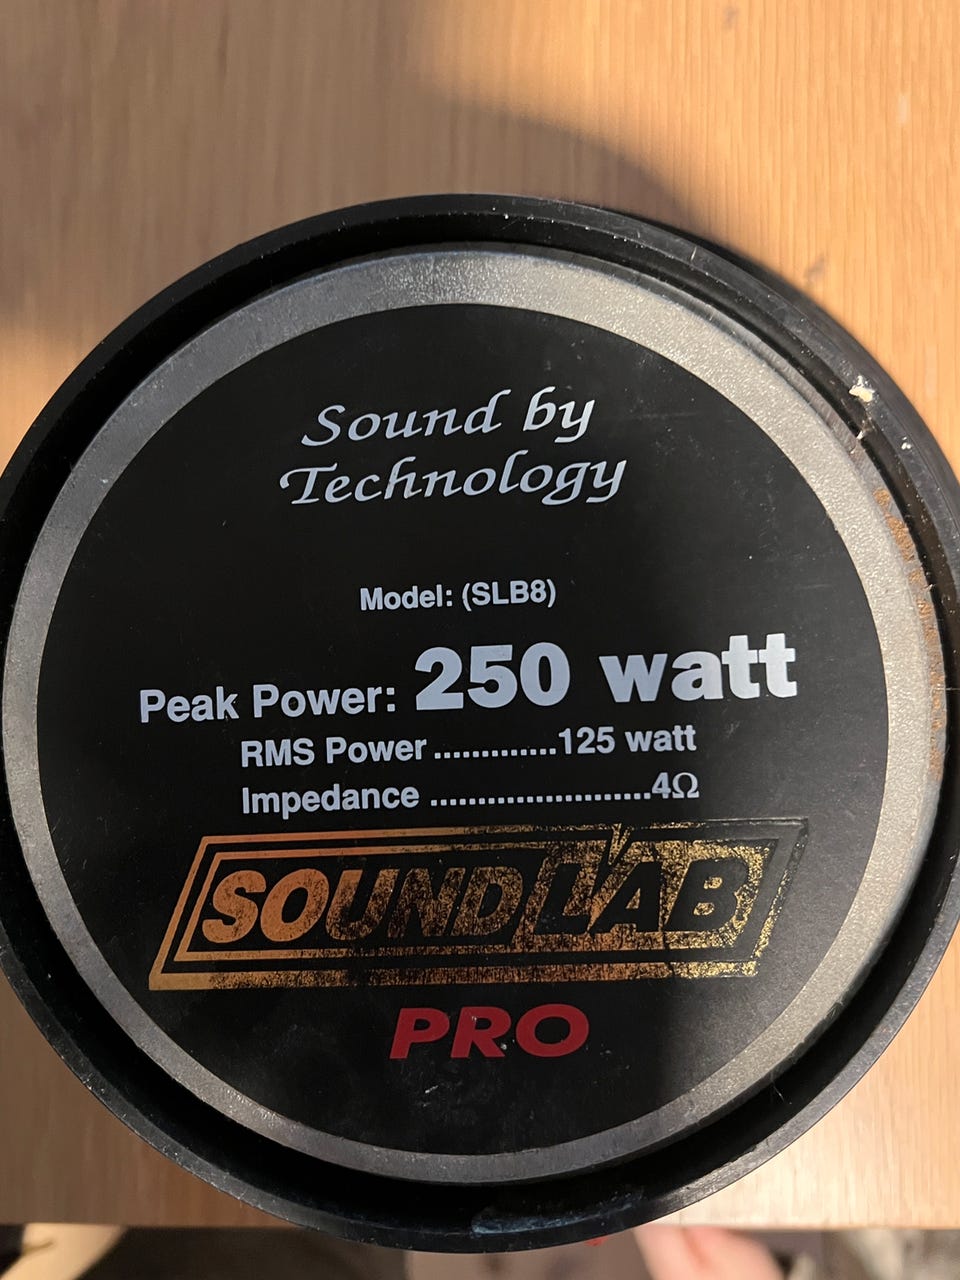 Sound by
Technology
Model: (SLB8)
Peak Power: 250 watt
RMS Power.............125 watt
Impedance ........................4Ω
SOUNDLAB
PRO